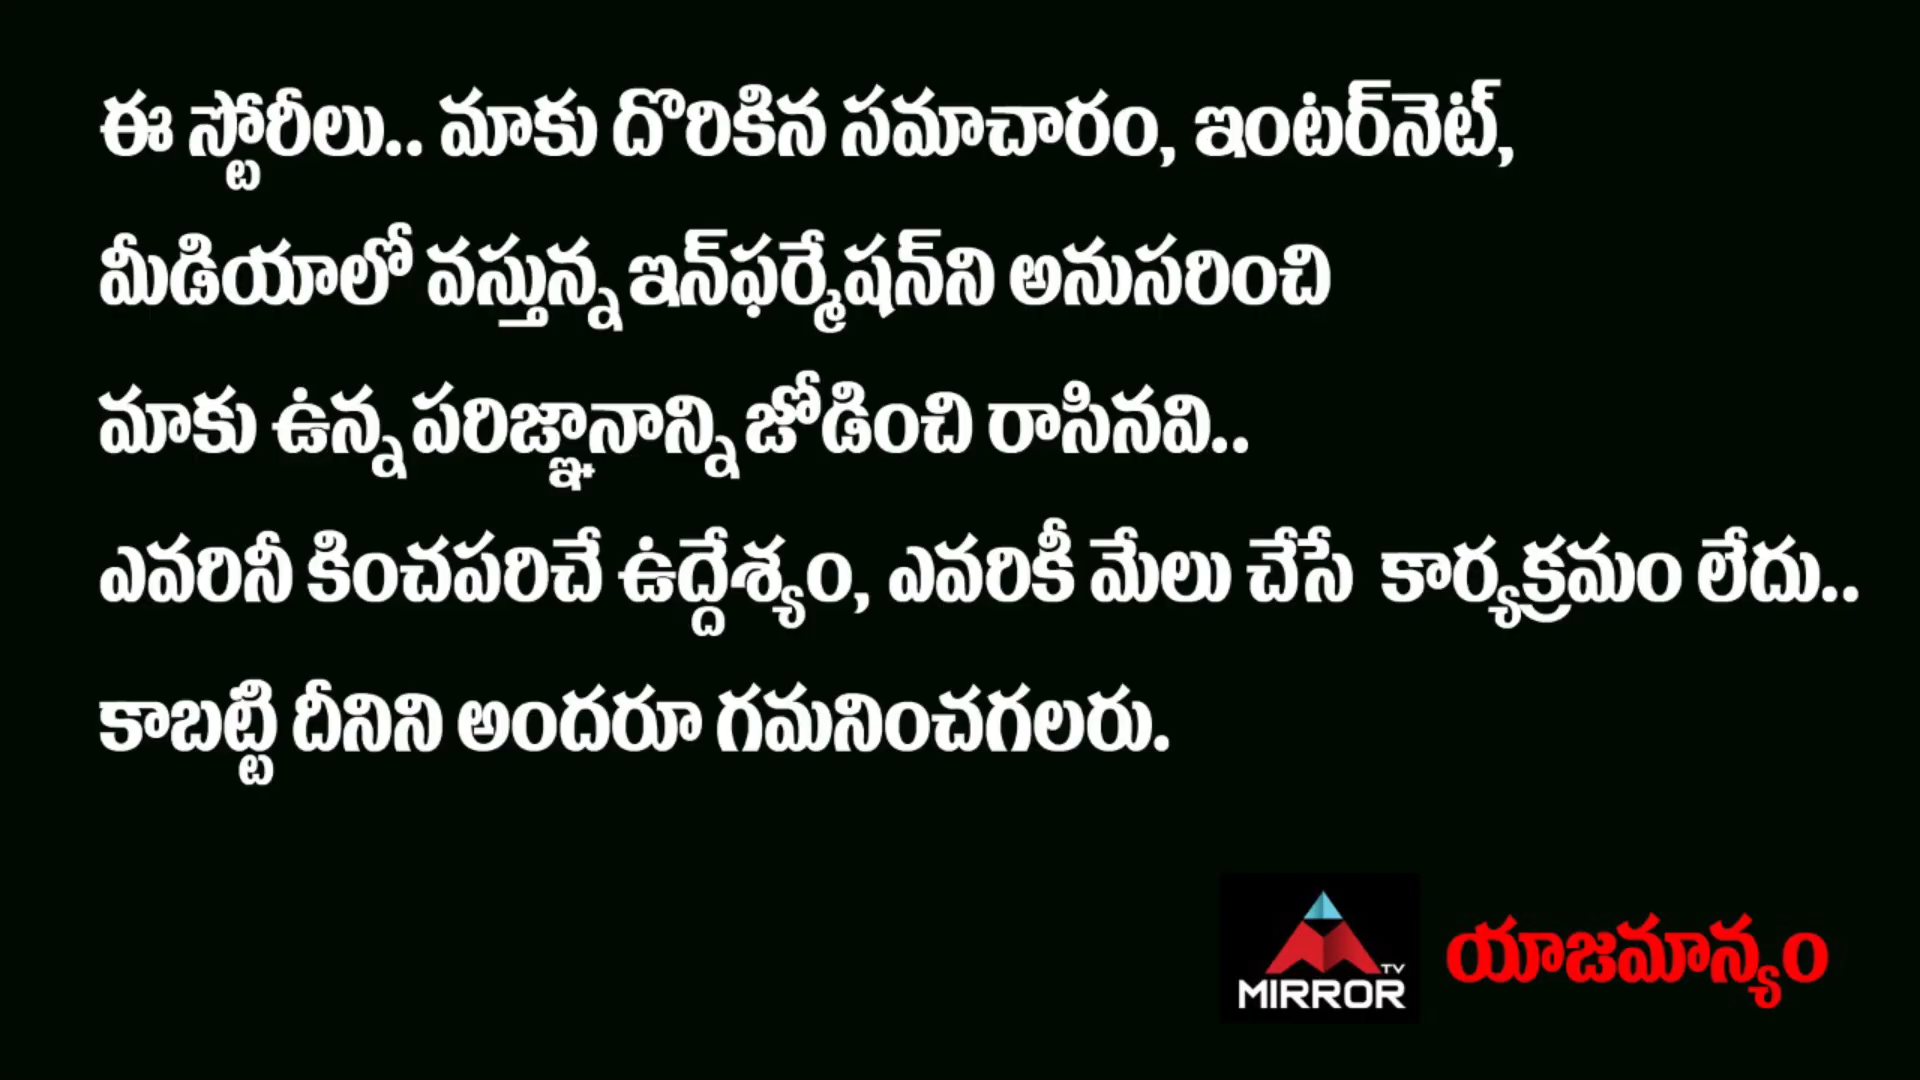 ఈ స్టోరీలు.. మాకు దొరికిన సమాచారం, ఇంటర్‌నెట్,
మీడియాలో వస్తున్న ఇన్‌ఫర్మేషన్‌ని అనుసరించి
మాకు ఉన్న పరిజ్ఞానాన్ని జోడించి రాసినవి..
ఎవరినీ కించపరిచే ఉద్దేశ్యం, ఎవరికీ మేలు చేసే కార్యక్రమం లేదు..
కాబట్టి దీనిని అందరూ గమనించగలరు.
TV
MIRROR
యాజమాన్యం